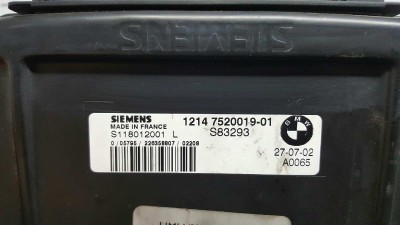 SIEMENS
SIEMENS 1214 7520019-01
MADE IN FRANCE
S118012001 L S83293
BMW
0 / 05795 / 226358807 / 02208
27-07-02
A0065